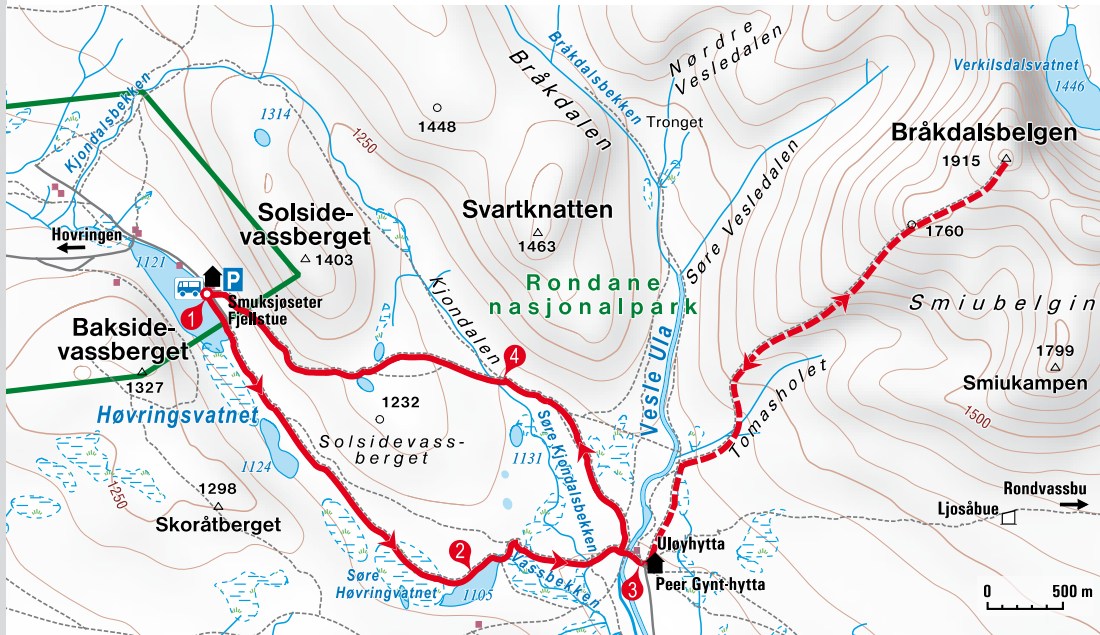 Bråkdalsbekken
Nørdre
Vesledalen
Bråkdalen
Verkilsdalsvatnet
1446
Kjondalsbekken
1314
1448
1250
Tronget
Bråkdalsbelgen
1915
Søre Vesledalen
Solside-
vassberget
1403
Svartknatten
1463
1760
Hovringen
1121
P
Smuksjøseter
Fjellstue
1
Rondane
nasjonalpark
Kjondalen
Smiubelgin
Bakside-
vassberget
1327
4
Vesle Ula
1799
Smiukampen
1500
Høvringsvatnet
1232
Solsidevass-
berget
Tomasholet
Søre Kjondalsbekken
1131
1124
1250
1298
Skoråtberget
Rondvassbu
Ljosåbue
2
Uløyhytta
Vassbekken
Søre
Høvringvatnet
1105
3
Peer Gynt-hytta
0
500 m